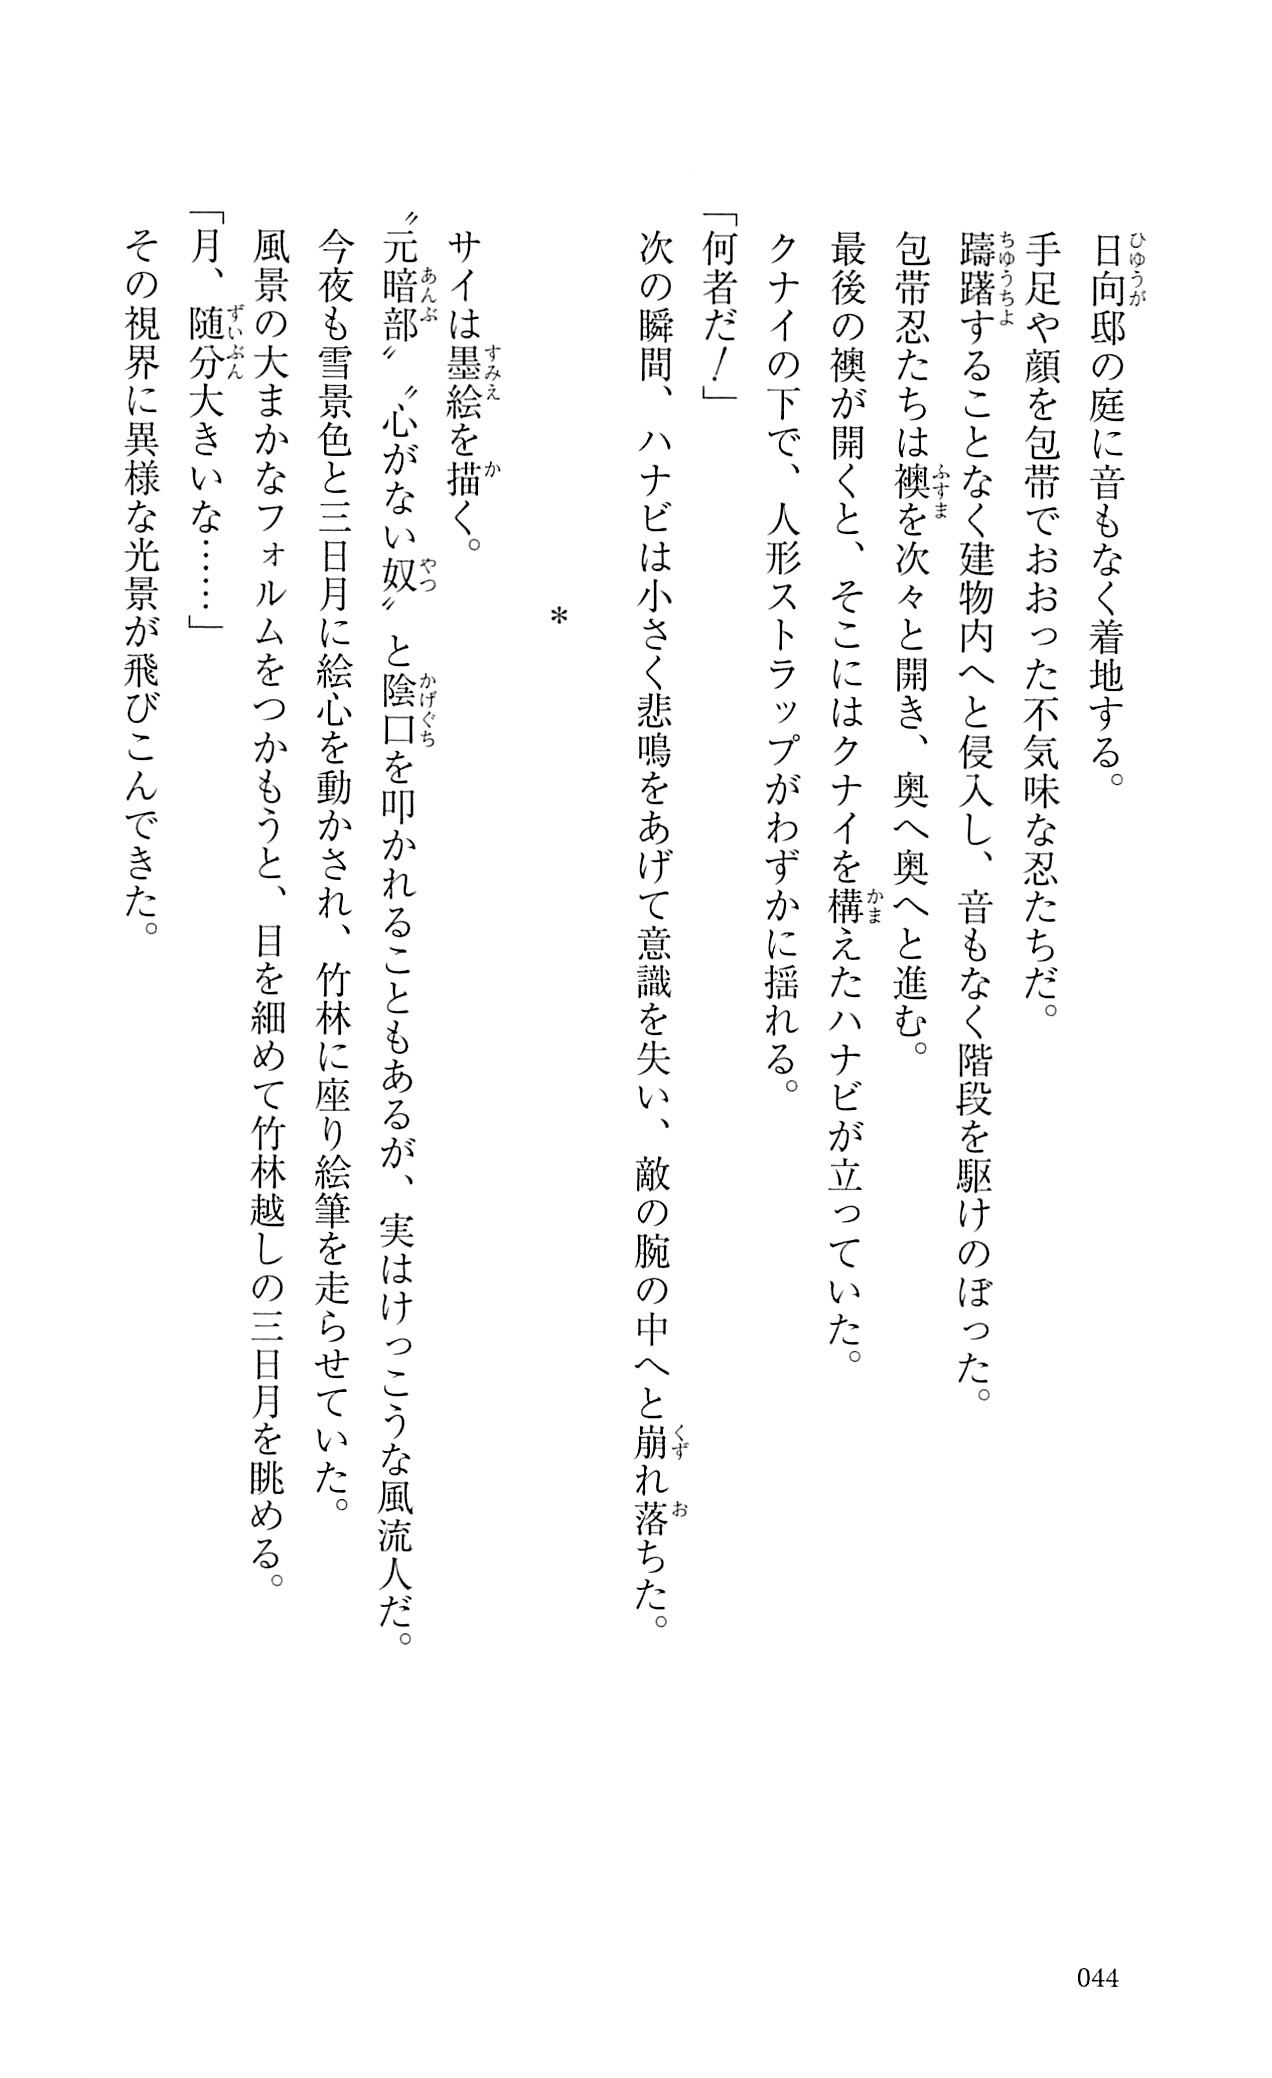 日向邸の庭に音もなく着地する。
手足や顔を包帯でおおった不気味な忍たちだ。
躊躇することなく建物内へと侵入し、音もなく階段を駆けのぼった。
包帯忍たちは襖を次々と開き、奥へ奥へと進む。
最後の襖が開くと、そこにはクナイを構えたハナビが立っていた。
クナイの下で、人形ストラップがわずかに揺れる。
「何者だ！」
次の瞬間、ハナビは小さく悲鳴をあげて意識を失い、敵の腕の中へと崩れ落ちた。
＊
サイは墨絵を描く。
〝元暗部〟〝心がない奴〟と陰口を叩かれることもあるが、実はけっこうな風流人だ。
今夜も雪景色と三日月に絵心を動かされ、竹林に座り絵筆を走らせていた。
風景の大まかなフォルムをつかもうと、目を細めて竹林越しの三日月を眺める。
「月、随分大きいな……」
その視界に異様な光景が飛びこんできた。
044